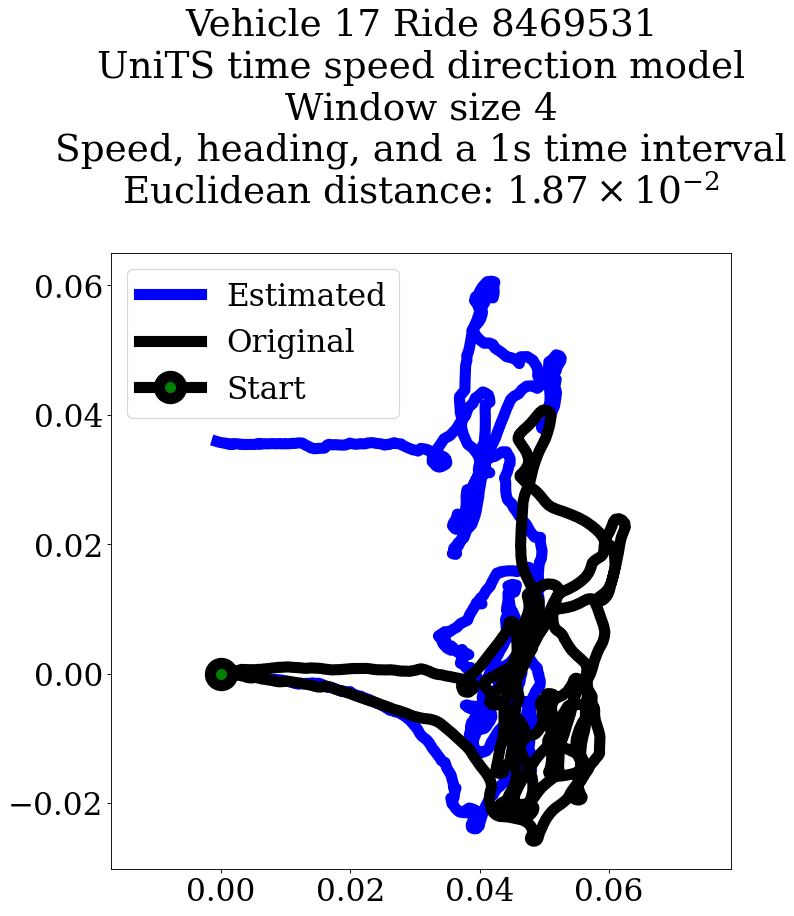 Vehicle 17 Ride 8469531
UniTS time speed direction model
Window size 4
Speed, heading, and a 1s time interval
Euclidean distance: 1.87 × 10⁻²
Estimated
Original
Start
0.06
0.04
0.02
0.00
−0.02
0.00 0.02 0.04 0.06